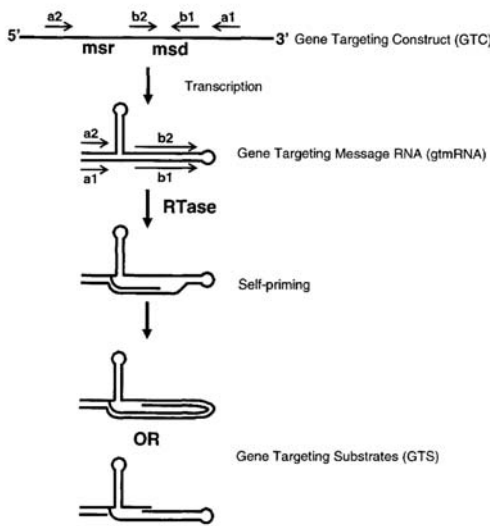 a2 b2 b1 a1
5' 3' Gene Targeting Construct (GTC)
msr msd
Transcription
a2 b2
Gene Targeting Message RNA (gtmRNA)
a1 b1
RTase
Self-priming
OR
Gene Targeting Substrates (GTS)